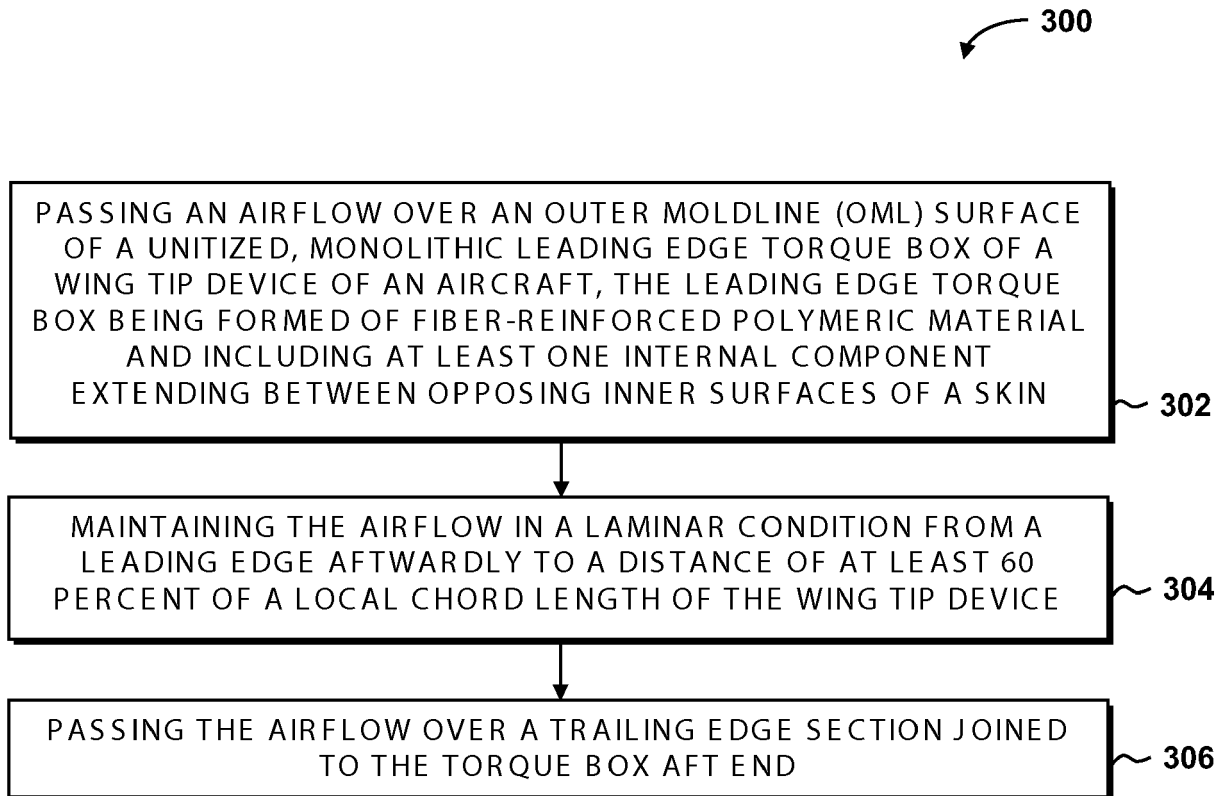 300
PASSING AN AIRFLOW OVER AN OUTER MOLDLINE (OML) SURFACE
OF A UNITIZED, MONOLITHIC LEADING EDGE TORQUE BOX OF A
WING TIP DEVICE OF AN AIRCRAFT, THE LEADING EDGE TORQUE
BOX BEING FORMED OF FIBER-REINFORCED POLYMERIC MATERIAL
AND INCLUDING AT LEAST ONE INTERNAL COMPONENT
EXTENDING BETWEEN OPPOSING INNER SURFACES OF A SKIN
302
MAINTAINING THE AIRFLOW IN A LAMINAR CONDITION FROM A
LEADING EDGE AFTWARDLY TO A DISTANCE OF AT LEAST 60
PERCENT OF A LOCAL CHORD LENGTH OF THE WING TIP DEVICE
304
PASSING THE AIRFLOW OVER A TRAILING EDGE SECTION JOINED
TO THE TORQUE BOX AFT END
306